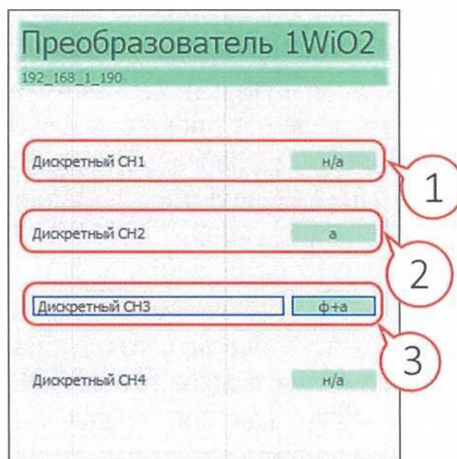 Преобразователь 1WiO2
192_168_1_190
Дискретный CH1 н/а
1
Дискретный CH2 а
2
Дискретный CH3 ф+а
3
Дискретный CH4 н/а